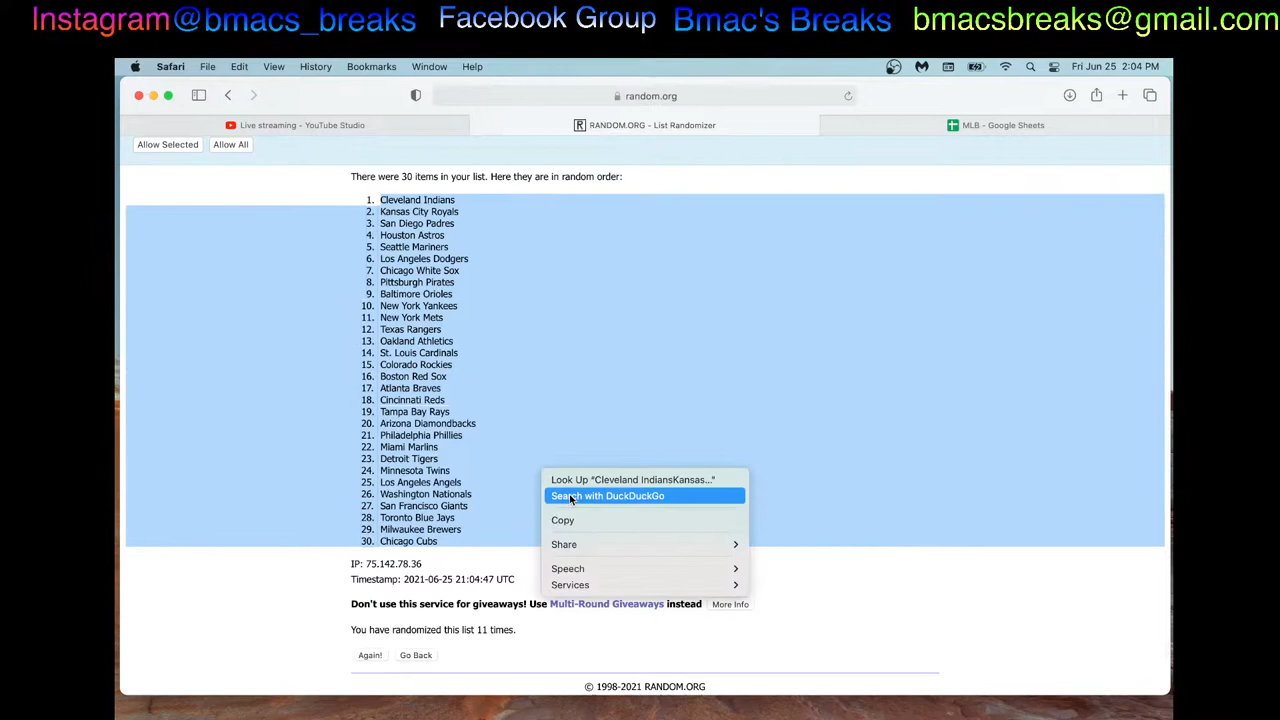 Instagram@bmacs_breaks Facebook Group Bmac's Breaks bmacsbreaks@gmail.com
Safari File Edit View History Bookmarks Window Help Fri Jun 25 2:04 PM
random.org
Live streaming - YouTube Studio RANDOM.ORG - List Randomizer MLB - Google Sheets
Allow Selected Allow All
There were 30 items in your list. Here they are in random order:
1. Cleveland Indians
2. Kansas City Royals
3. San Diego Padres
4. Houston Astros
5. Seattle Mariners
6. Los Angeles Dodgers
7. Chicago White Sox
8. Pittsburgh Pirates
9. Baltimore Orioles
10. New York Yankees
11. New York Mets
12. Texas Rangers
13. Oakland Athletics
14. St. Louis Cardinals
15. Colorado Rockies
16. Boston Red Sox
17. Atlanta Braves
18. Cincinnati Reds
19. Tampa Bay Rays
20. Arizona Diamondbacks
21. Philadelphia Phillies
22. Miami Marlins
23. Detroit Tigers
24. Minnesota Twins
25. Los Angeles Angels
26. Washington Nationals
27. San Francisco Giants
28. Toronto Blue Jays
29. Milwaukee Brewers
30. Chicago Cubs
Look Up “Cleveland IndiansKansas...”
Search with DuckDuckGo
Copy
Share
Speech
Services
IP: 75.142.78.36
Timestamp: 2021-06-25 21:04:47 UTC
Don't use this service for giveaways! Use Multi-Round Giveaways instead More Info
You have randomized this list 11 times.
Again! Go Back
© 1998-2021 RANDOM.ORG